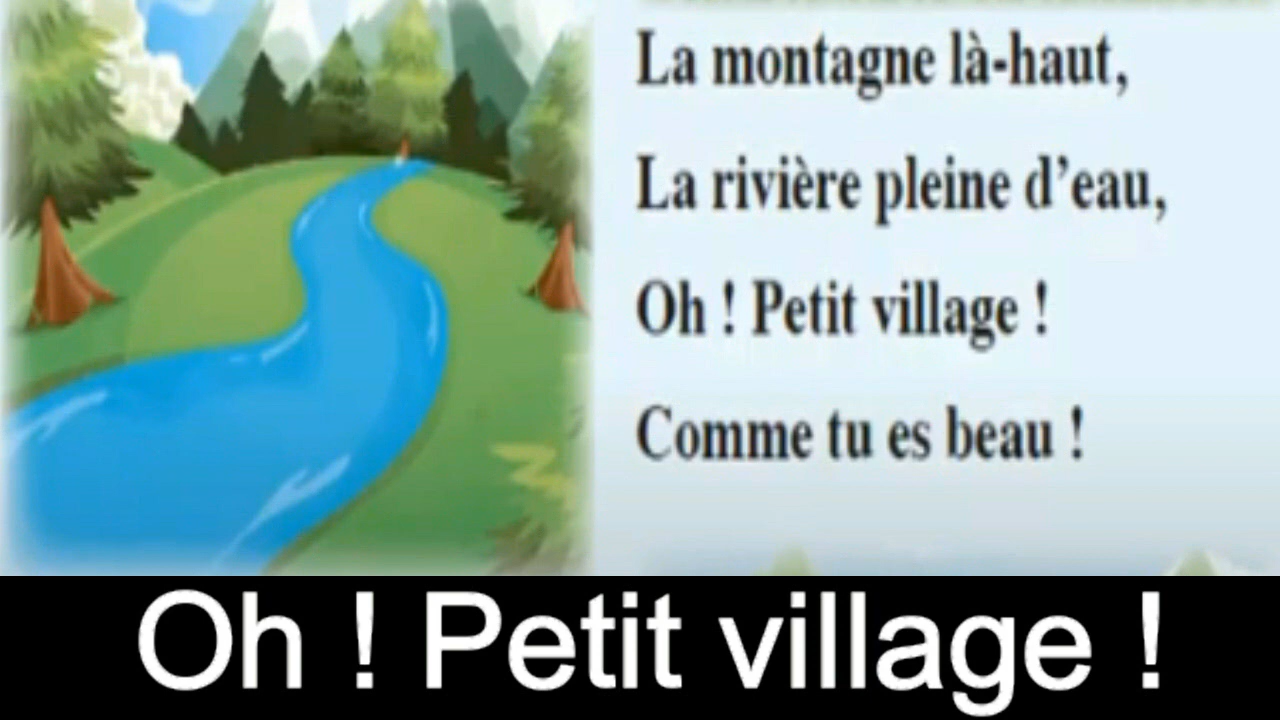 La montagne là-haut,
La rivière pleine d'eau,
Oh ! Petit village !
Comme tu es beau !
Oh ! Petit village !